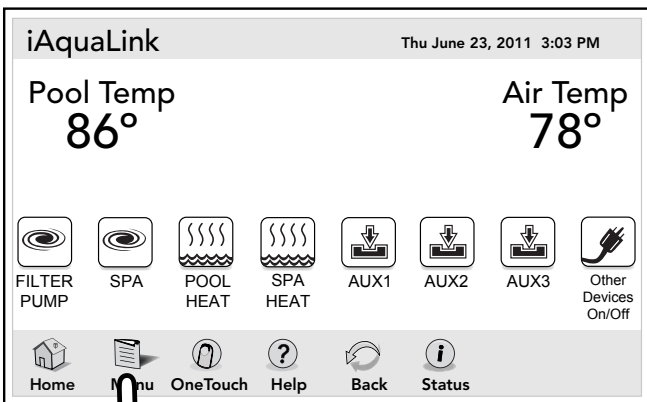 iAquaLink
Thu June 23, 2011 3:03 PM
Pool Temp
86°
Air Temp
78°
FILTER
PUMP
SPA
POOL
HEAT
SPA
HEAT
AUX1
AUX2
AUX3
Other
Devices
On/Off
Home
Menu
OneTouch
?
Help
Back
i
Status